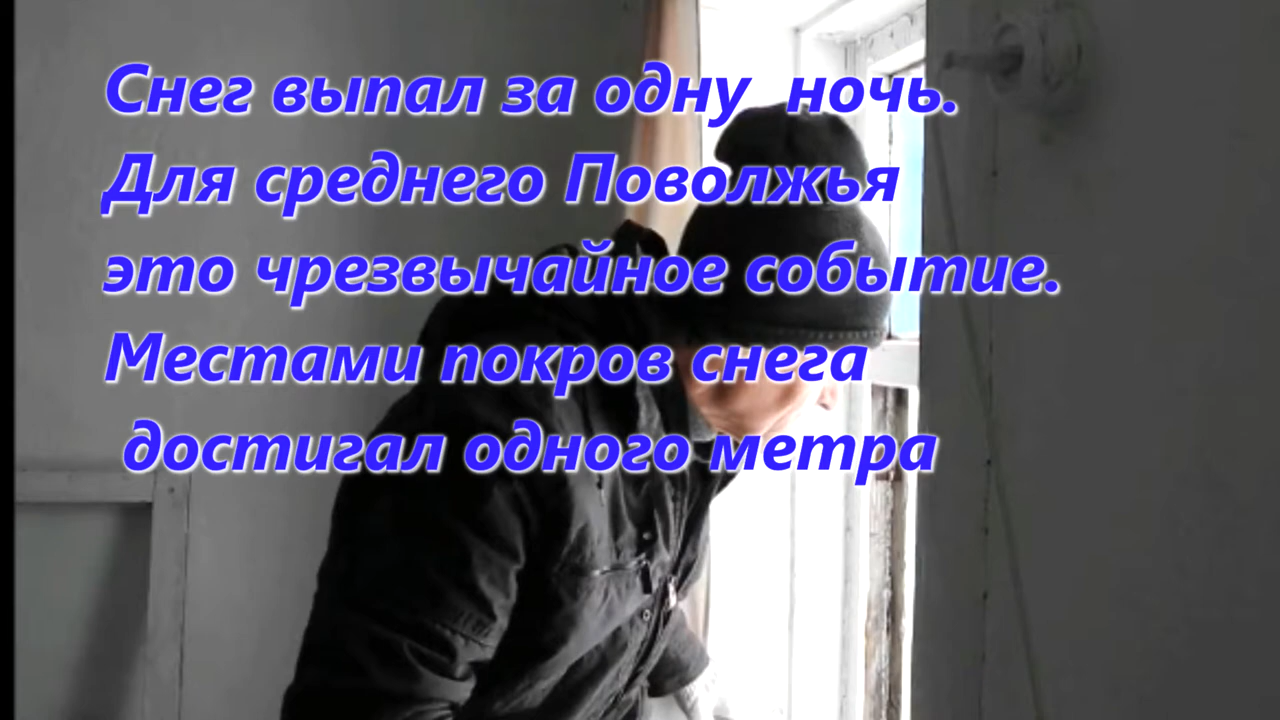 Снег выпал за одну ночь.
Для среднего Поволжья
это чрезвычайное событие.
Местами покров снега
достигал одного метра